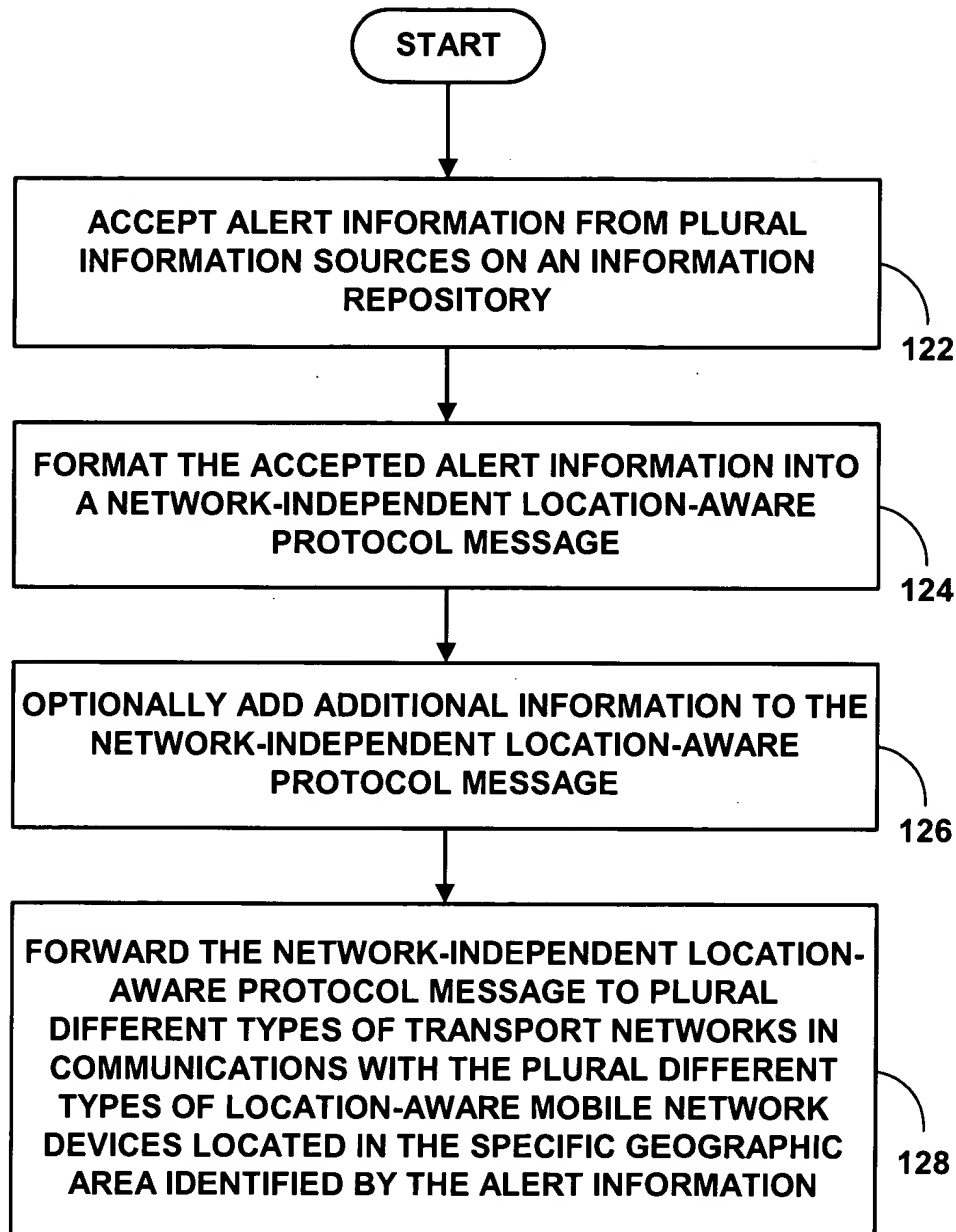 START
ACCEPT ALERT INFORMATION FROM PLURAL
INFORMATION SOURCES ON AN INFORMATION
REPOSITORY
122
FORMAT THE ACCEPTED ALERT INFORMATION INTO
A NETWORK-INDEPENDENT LOCATION-AWARE
PROTOCOL MESSAGE
124
OPTIONALLY ADD ADDITIONAL INFORMATION TO THE
NETWORK-INDEPENDENT LOCATION-AWARE
PROTOCOL MESSAGE
126
FORWARD THE NETWORK-INDEPENDENT LOCATION-
AWARE PROTOCOL MESSAGE TO PLURAL
DIFFERENT TYPES OF TRANSPORT NETWORKS IN
COMMUNICATIONS WITH THE PLURAL DIFFERENT
TYPES OF LOCATION-AWARE MOBILE NETWORK
DEVICES LOCATED IN THE SPECIFIC GEOGRAPHIC
AREA IDENTIFIED BY THE ALERT INFORMATION
128